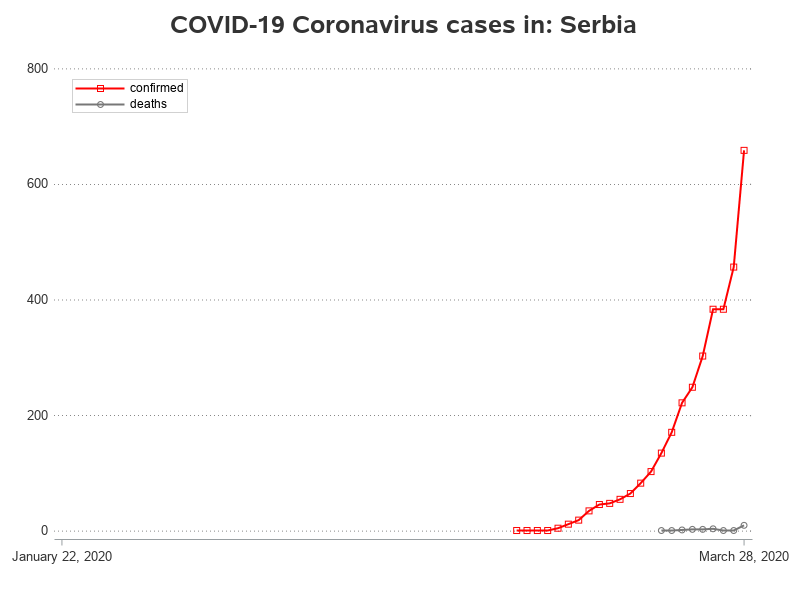 COVID-19 Coronavirus cases in: Serbia
800
confirmed
deaths
600
400
200
0
January 22, 2020
March 28, 2020